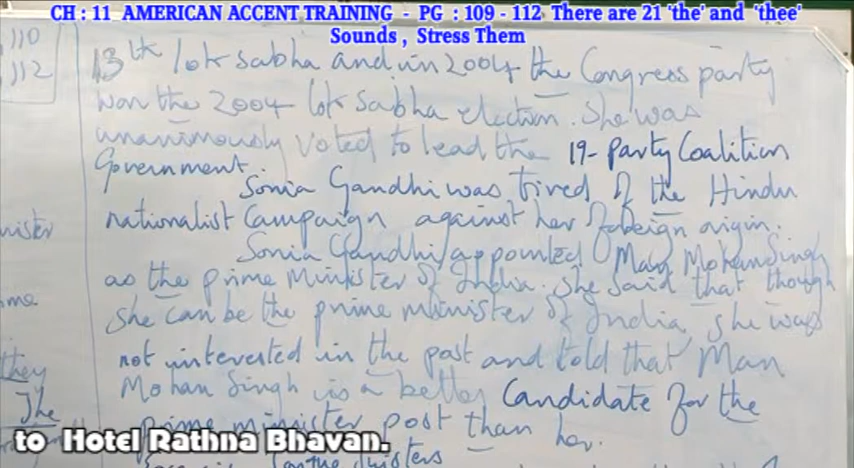 CH : 11 AMERICAN ACCENT TRAINING - PG : 109 - 112 There are 21 'the' and 'thee'
Sounds , Stress Them
110
112
13th lok sabha and in 2004 the Congress party
won the 2004 lok sabha election. She was
unanimously voted to lead the 19-Party Coalition
Government.
Sonia Gandhi was tired of the Hindu
nationalist Campaign against her foreign origin.
Sonia Gandhi appointed Man Mohan Singh
as the prime Minister of India. She said that though
she can be the prime minister of India, she was
not interested in the post and told that Man
Mohan Singh is a better Candidate for the
prime minister post than her.
nister
me
they
The
to Hotel Rathna Bhavan.